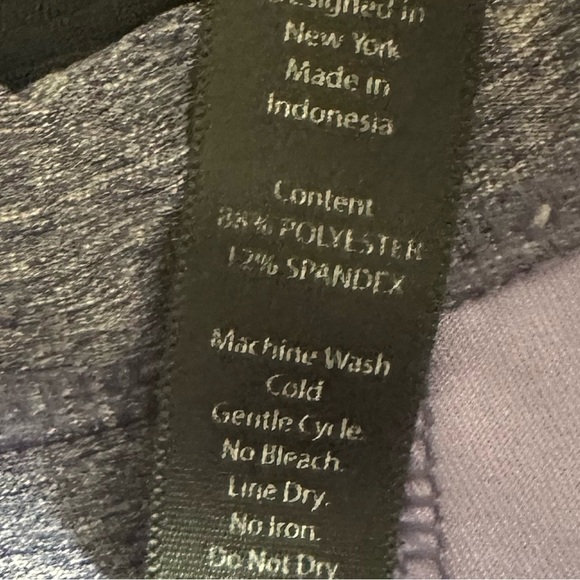 Designed in
New York
Made in
Indonesia
Content
88% POLYESTER
12% SPANDEX
Machine Wash
Cold
Gentle Cycle.
No Bleach.
Line Dry.
No Iron.
Do Not Dry